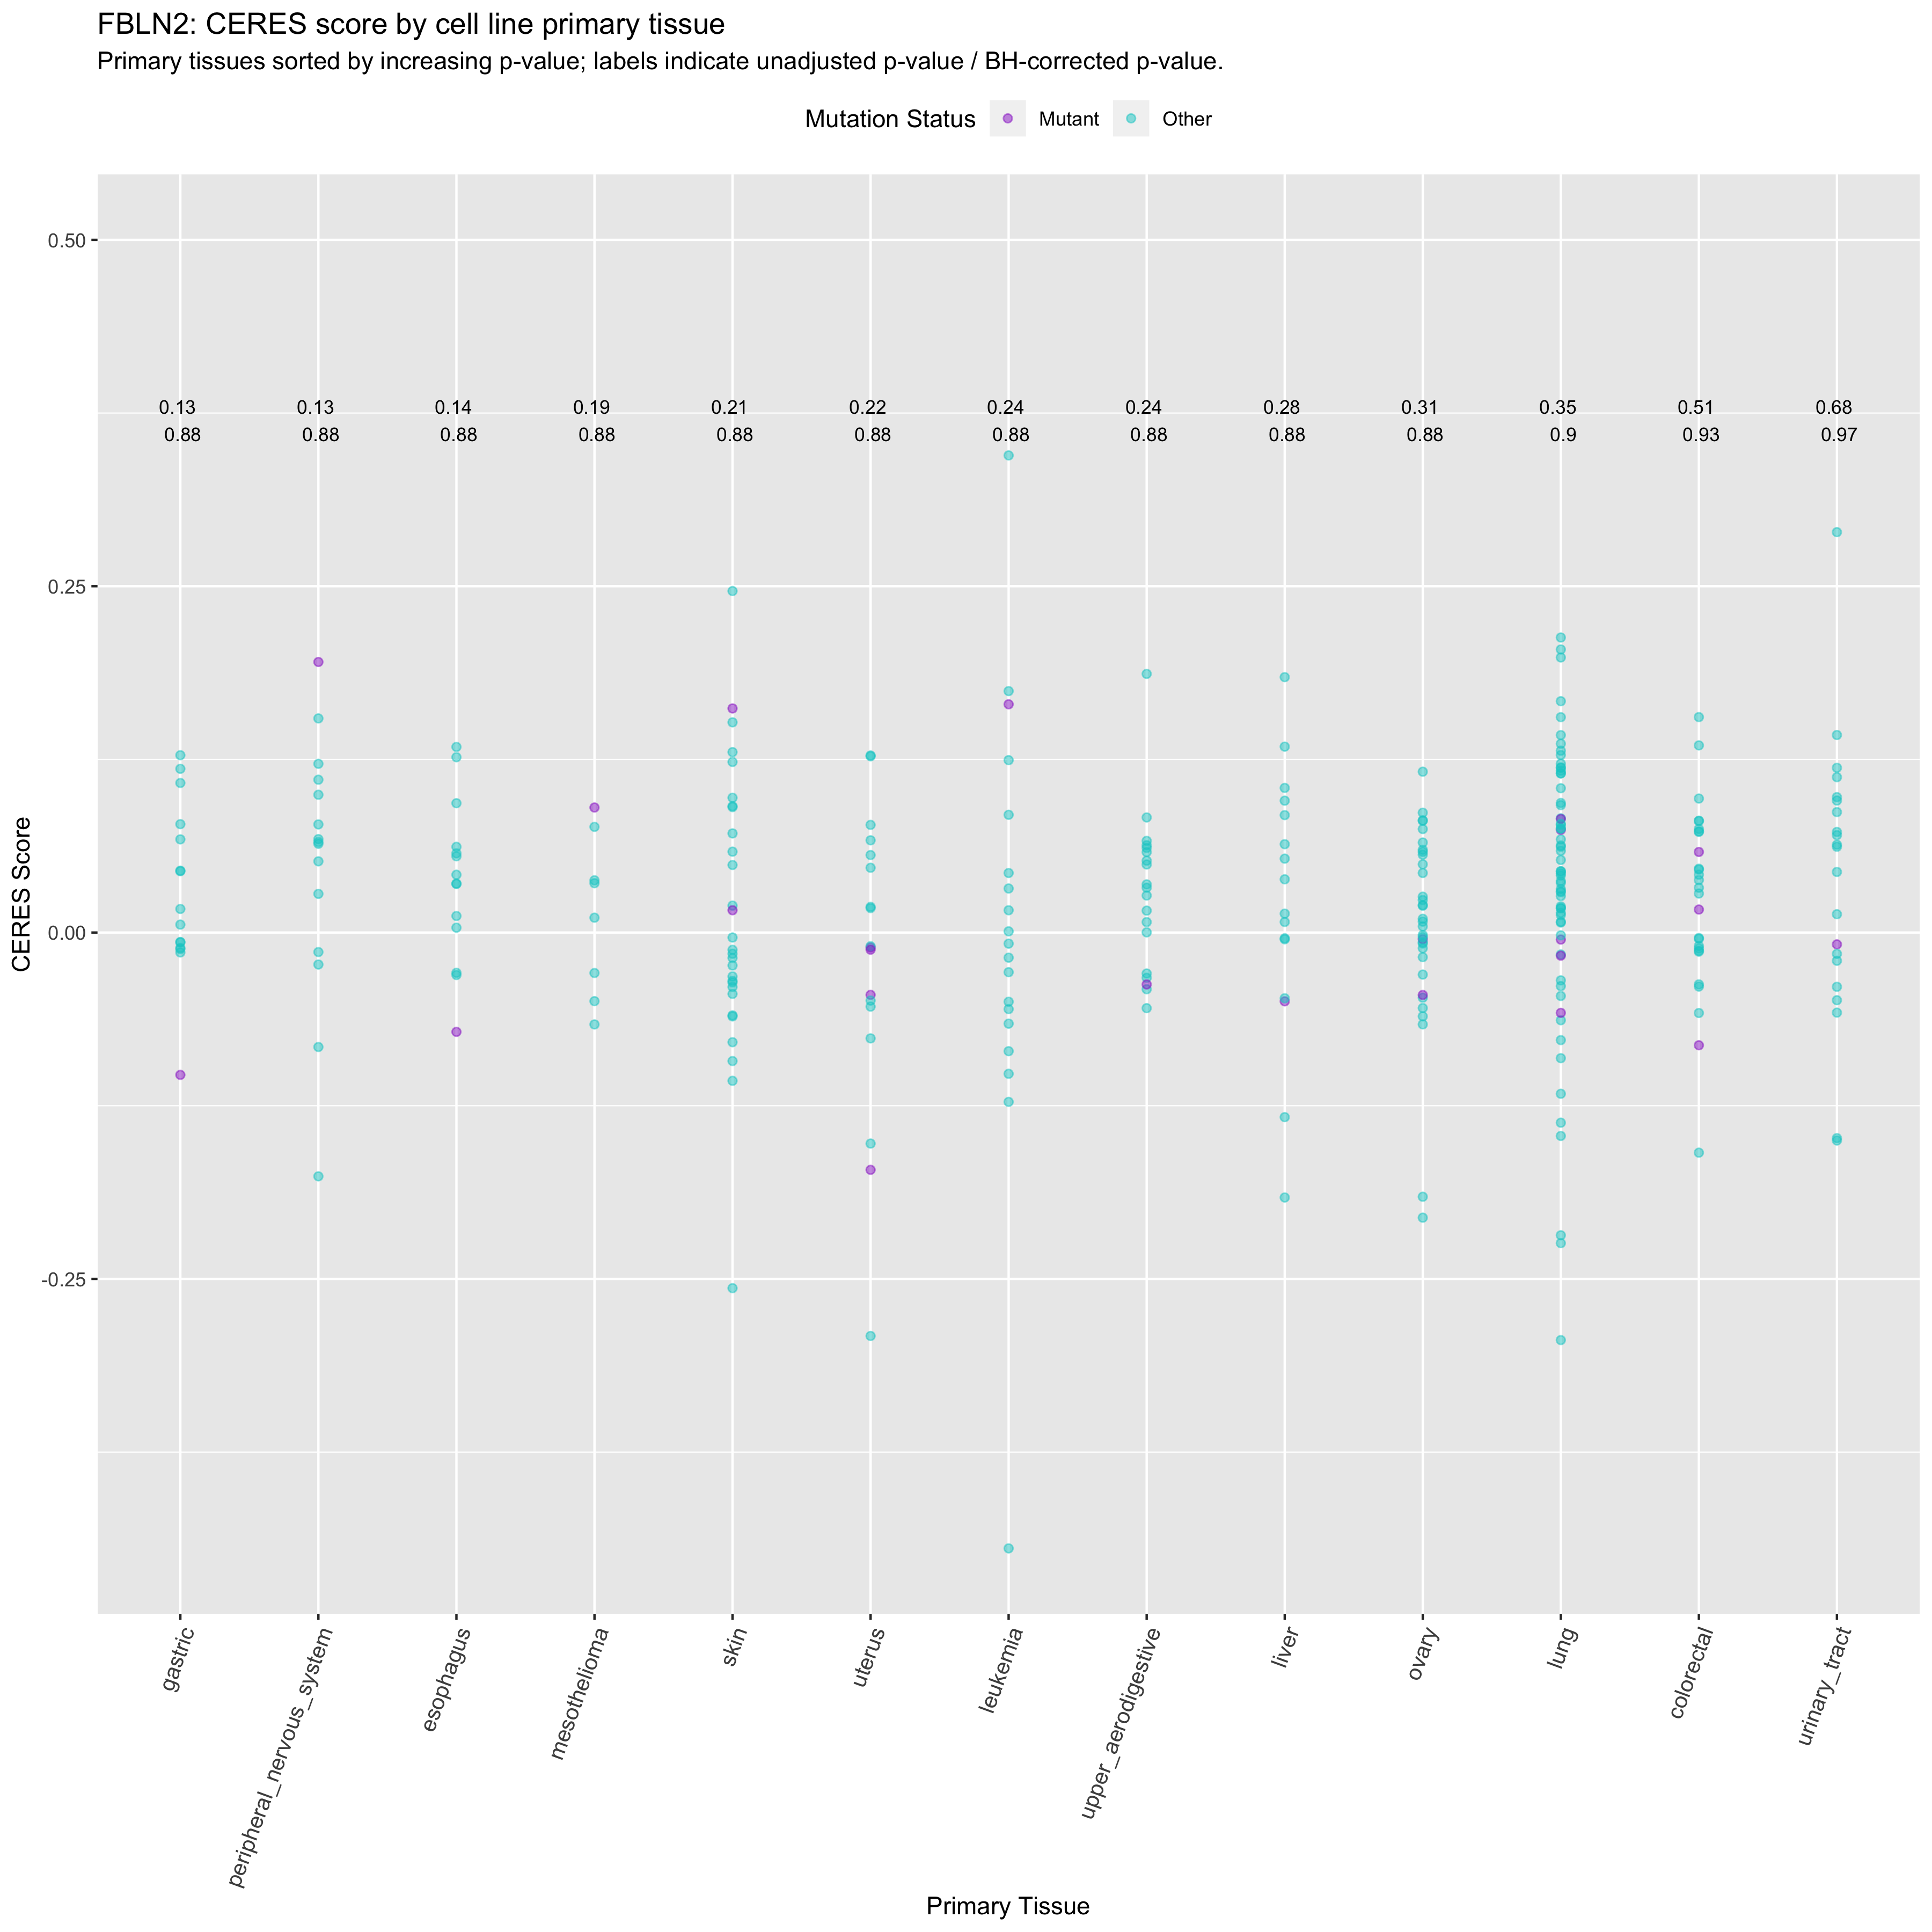 FBLN2: CERES score by cell line primary tissue
Primary tissues sorted by increasing p-value; labels indicate unadjusted p-value / BH-corrected p-value.
Mutation Status Mutant Other
0.50
0.13 0.13 0.14 0.19 0.21 0.22 0.24 0.24 0.28 0.31 0.35 0.51 0.68
0.88 0.88 0.88 0.88 0.88 0.88 0.88 0.88 0.88 0.88 0.9 0.93 0.97
0.25
0.00
-0.25
CERES Score
gastric
peripheral_nervous_system
esophagus
mesothelioma
skin
uterus
leukemia
upper_aerodigestive
liver
ovary
lung
colorectal
urinary_tract
Primary Tissue